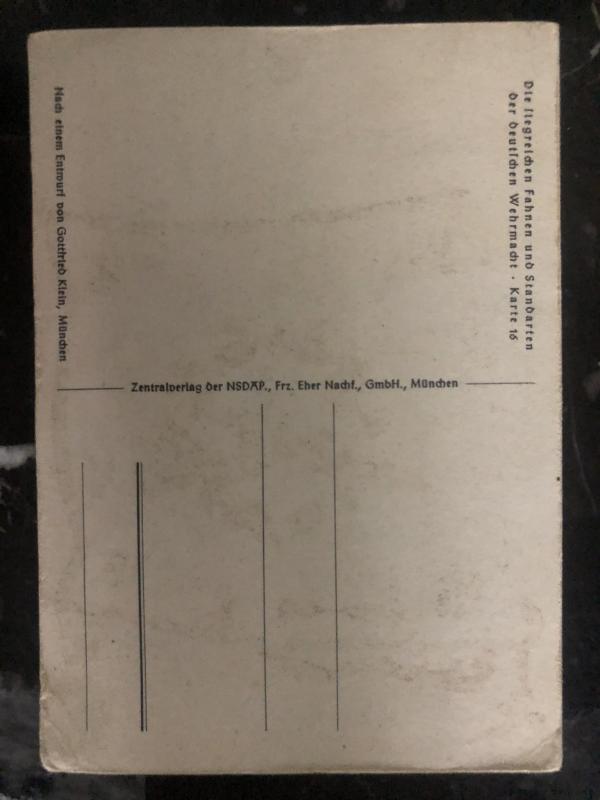 Die siegreichen Fahnen und Standarten
der deutschen Wehrmacht · Karte 16
Nach einem Entwurf von Gottfried Klein, München
Zentralverlag der NSDAP., Frz. Eher Nachf., GmbH., München